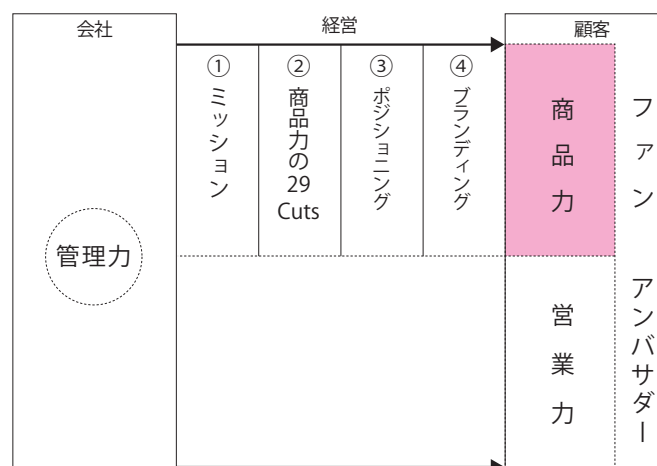 会社
経営
顧客
管理力
①
ミッション
②
商品力の
29
Cuts
③
ポジショニング
④
ブランディング
商品力
ファン
営業力
アンバサダー